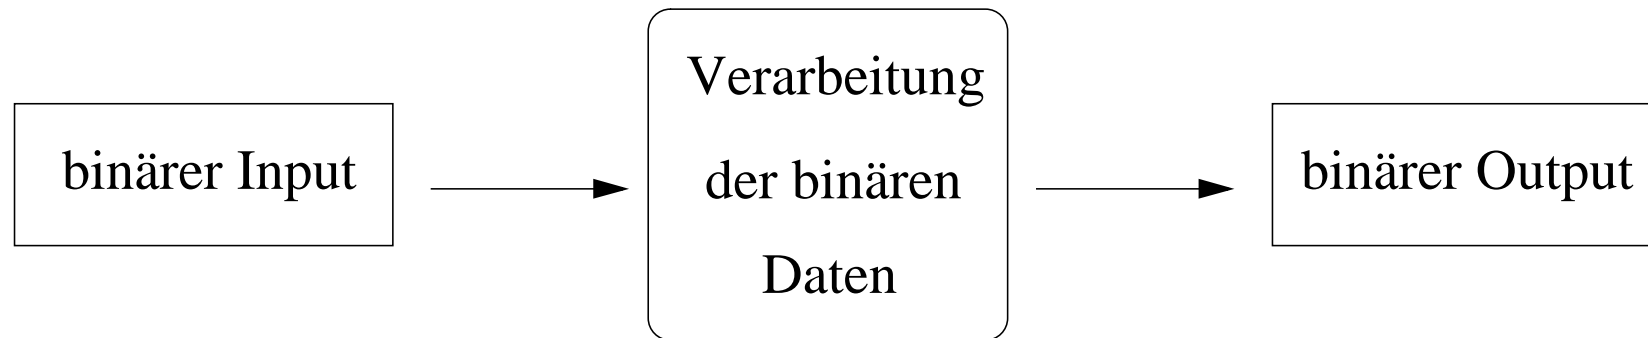 binärer Input
Verarbeitung
der binären
Daten
binärer Output